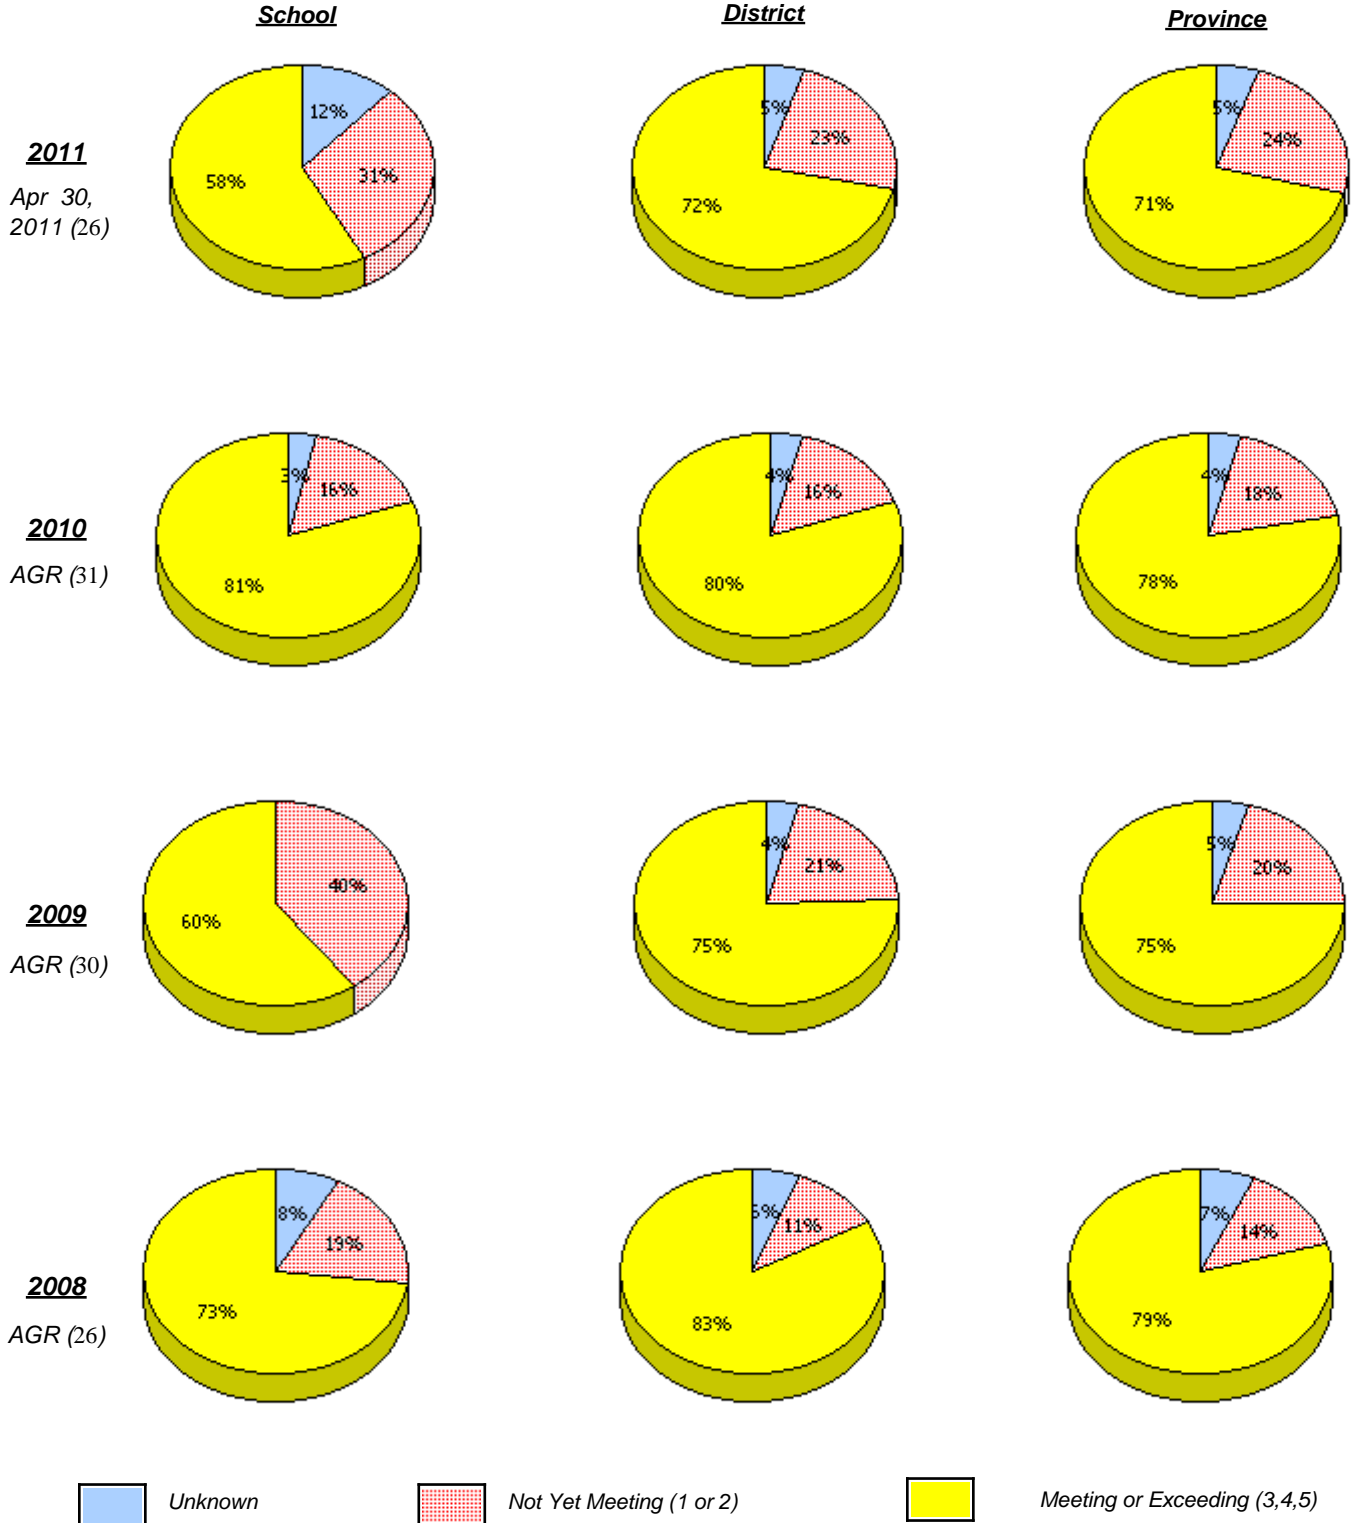 School District Province
12% 31% 58%
5% 23% 72%
5% 24% 71%
2011
Apr 30,
2011 (26)
3% 16% 81%
4% 16% 80%
4% 18% 78%
2010
AGR (31)
40% 60%
4% 21% 75%
5% 20% 75%
2009
AGR (30)
8% 19% 73%
11% 83%
7% 14% 79%
2008
AGR (26)
Unknown Not Yet Meeting (1 or 2) Meeting or Exceeding (3,4,5)